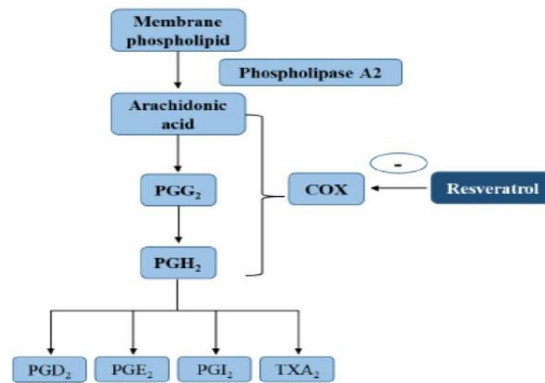 Membrane
phospholipid
Phospholipase A2
Arachidonic
acid
-
PGG₂
COX
Resveratrol
PGH₂
PGD₂
PGE₂
PGI₂
TXA₂